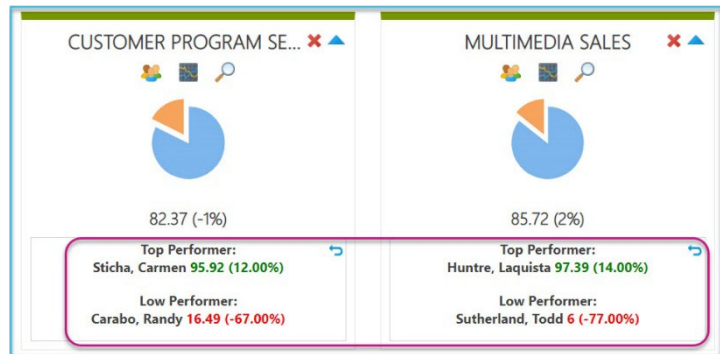 CUSTOMER PROGRAM SE...
82.37 (-1%)
Top Performer:
Sticha, Carmen 95.92 (12.00%)
Low Performer:
Carabo, Randy 16.49 (-67.00%)
MULTIMEDIA SALES
85.72 (2%)
Top Performer:
Huntre, Laquista 97.39 (14.00%)
Low Performer:
Sutherland, Todd 6 (-77.00%)